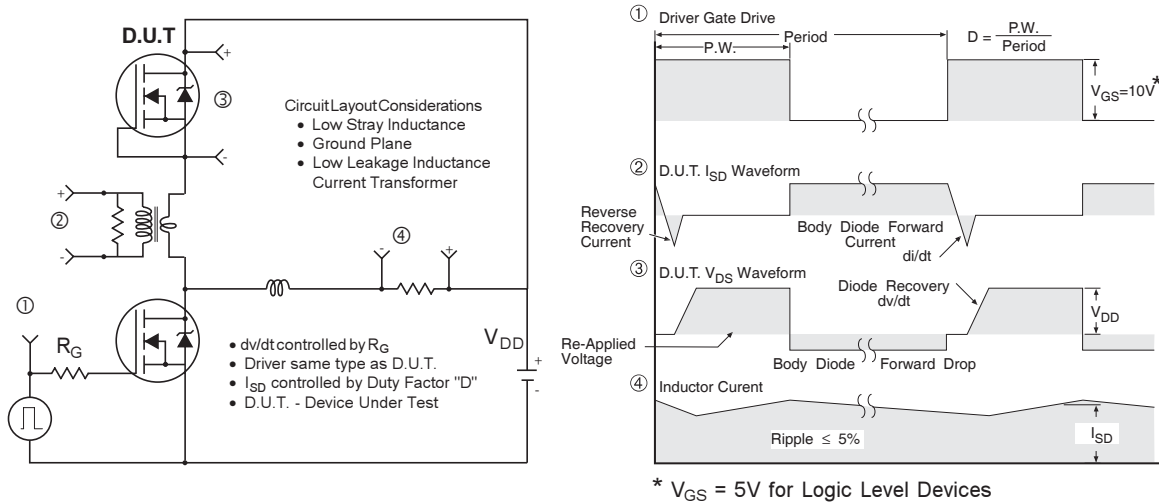 D.U.T
+
③
-
Circuit Layout Considerations
• Low Stray Inductance
• Ground Plane
• Low Leakage Inductance
Current Transformer
+
②
-
④
-
+
①
R_G
• dv/dt controlled by R_G
• Driver same type as D.U.T.
• I_SD controlled by Duty Factor "D"
• D.U.T. - Device Under Test
V_DD
+
-
① Driver Gate Drive
P.W.
Period
D = P.W. / Period
V_GS=10V*
② D.U.T. I_SD Waveform
Reverse
Recovery
Current
Body Diode Forward
Current
di/dt
③ D.U.T. V_DS Waveform
Diode Recovery
dv/dt
V_DD
Re-Applied
Voltage
Body Diode Forward Drop
④ Inductor Curent
Ripple ≤ 5%
I_SD
* V_GS = 5V for Logic Level Devices